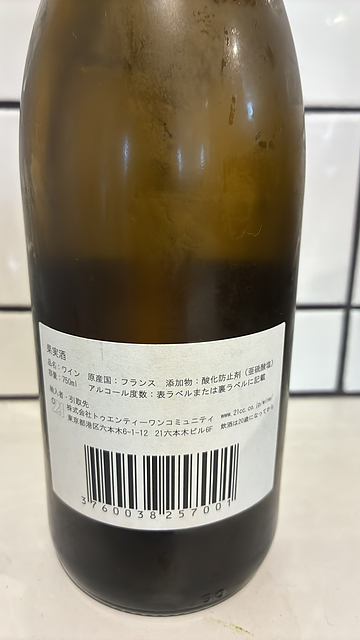 果実酒
品名：ワイン 原産国：フランス 添加物：酸化防止剤（亜硫酸塩）
容量：750ml アルコール度数：表ラベルまたは裏ラベルに記載
輸入者・引取先
株式会社トゥエンティーワンコミュニティ www.21cc.co.jp/wine/
東京都港区六本木6-1-12 21六本木ビル6F 飲酒は20歳になってから
3760038257001